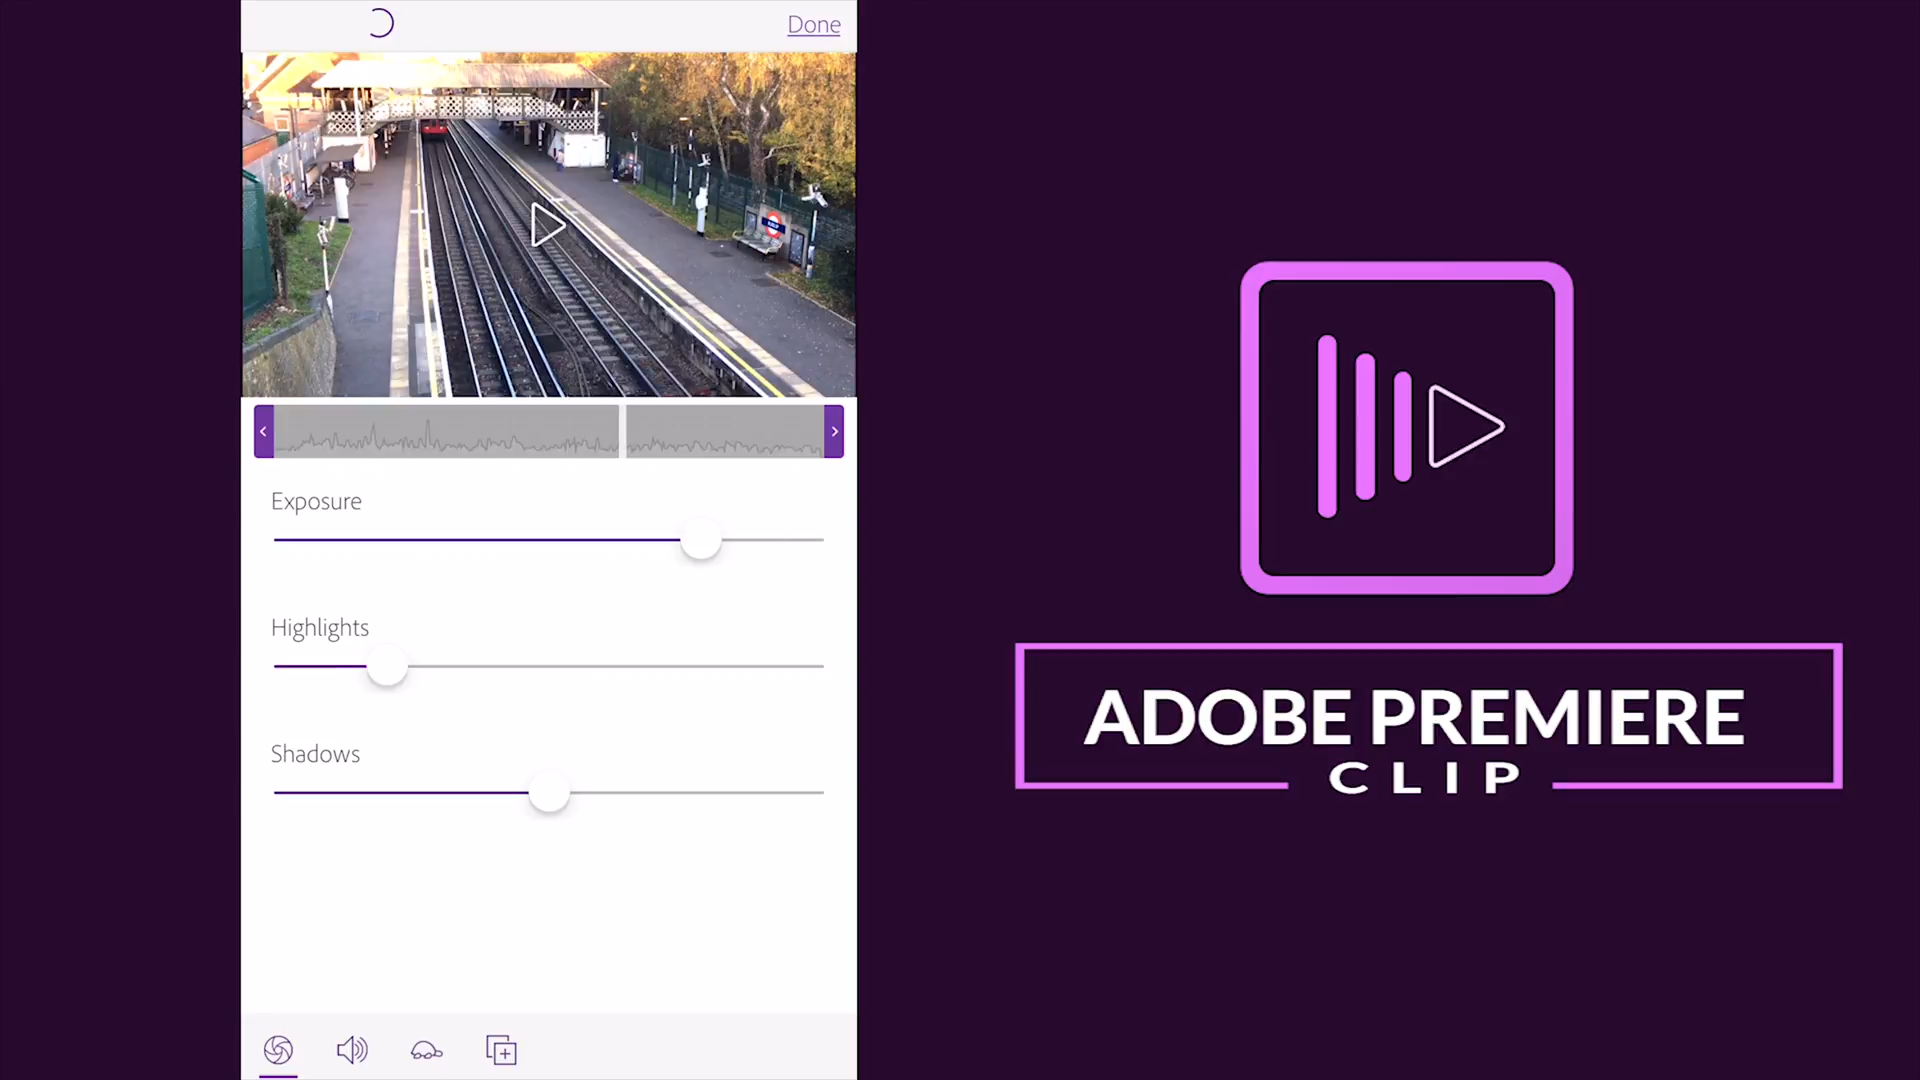 Done
Exposure
Highlights
Shadows
ADOBE PREMIERE
CLIP